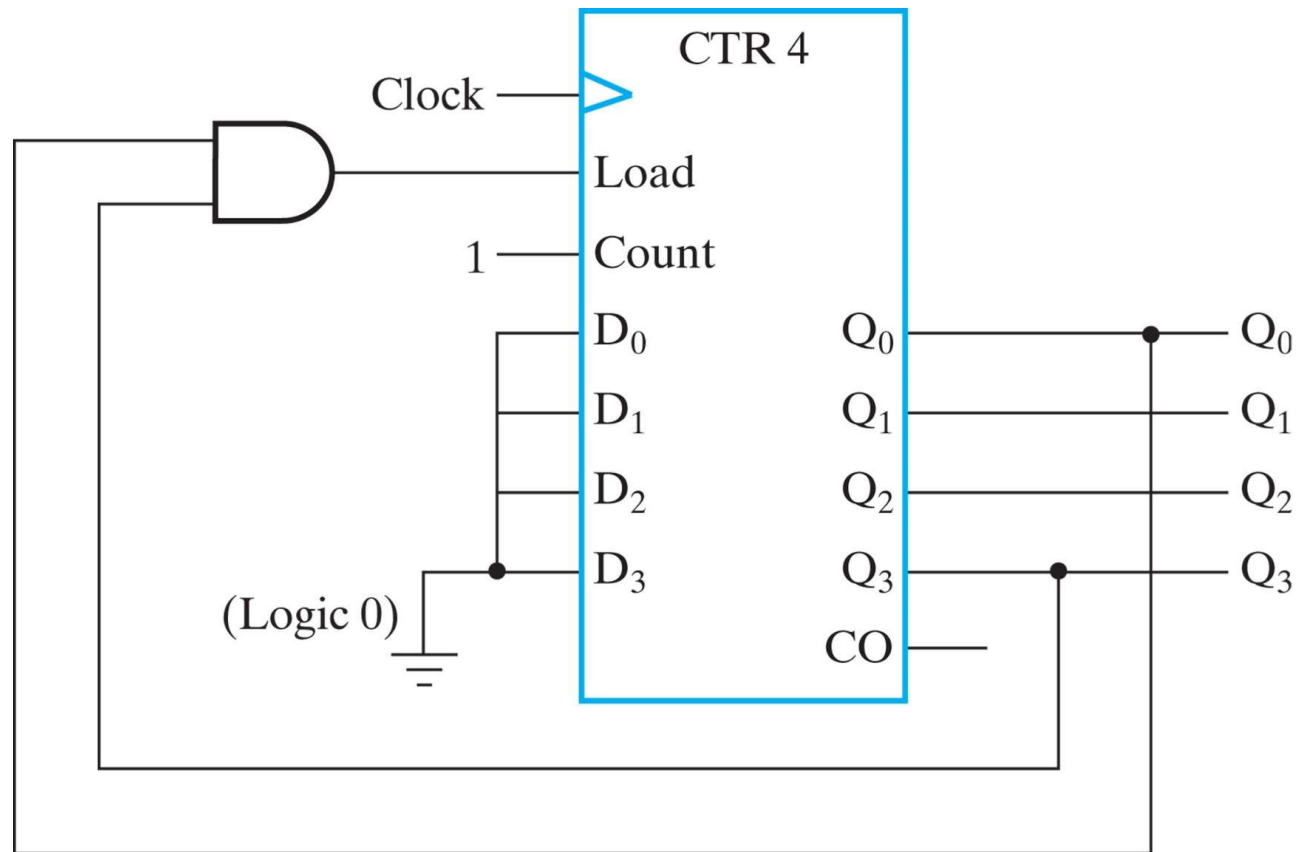 CTR 4
Clock
Load
1 Count
D₀ Q₀ Q₀
D₁ Q₁ Q₁
D₂ Q₂ Q₂
D₃ Q₃ Q₃
(Logic 0)
CO